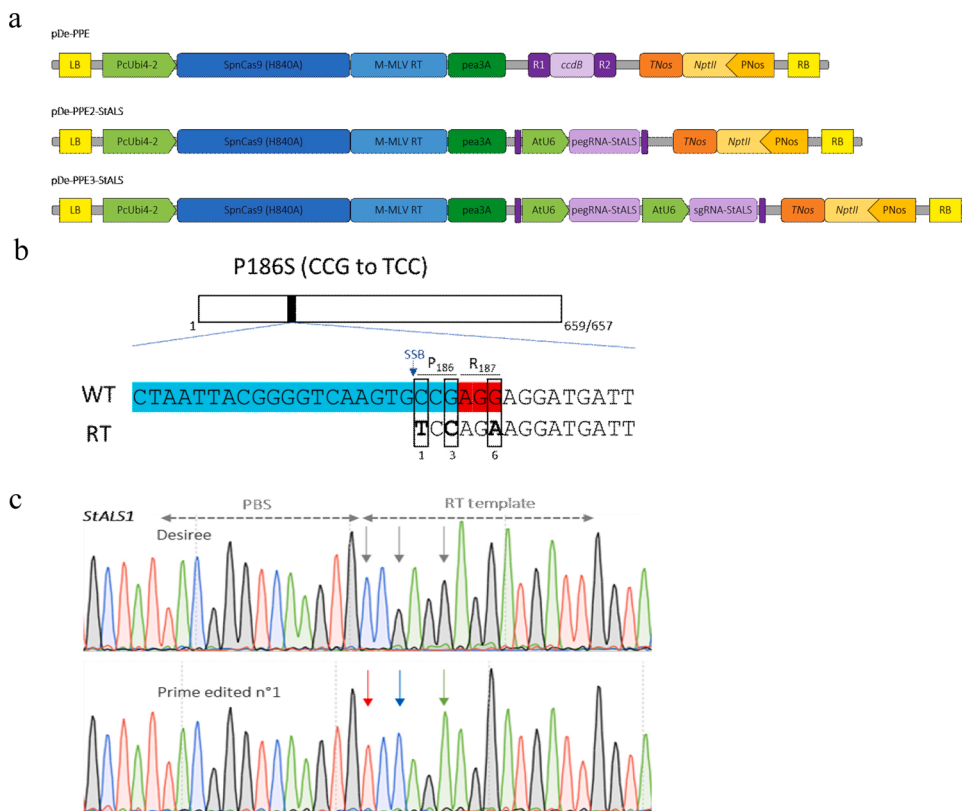 a
pDe-PPE
LB PcUbi4-2 SpnCas9 (H840A) M-MLV RT pea3A R1 ccdB R2 TNos NptII PNos RB
pDe-PPE2-StALS
LB PcUbi4-2 SpnCas9 (H840A) M-MLV RT pea3A AtU6 pegRNA-StALS TNos NptII PNos RB
pDe-PPE3-StALS
LB PcUbi4-2 SpnCas9 (H840A) M-MLV RT pea3A AtU6 pegRNA-StALS AtU6 sgRNA-StALS TNos NptII PNos RB
b
P186S (CCG to TCC)
1 659/657
SSB P186 R187
WT CTAATTACGGGGTCAAGTGCCGAGGAGGATGATT
RT TCCAGAAGGATGATT
1 3 6
c
StALS1 PBS RT template
Desiree
Prime edited n°1